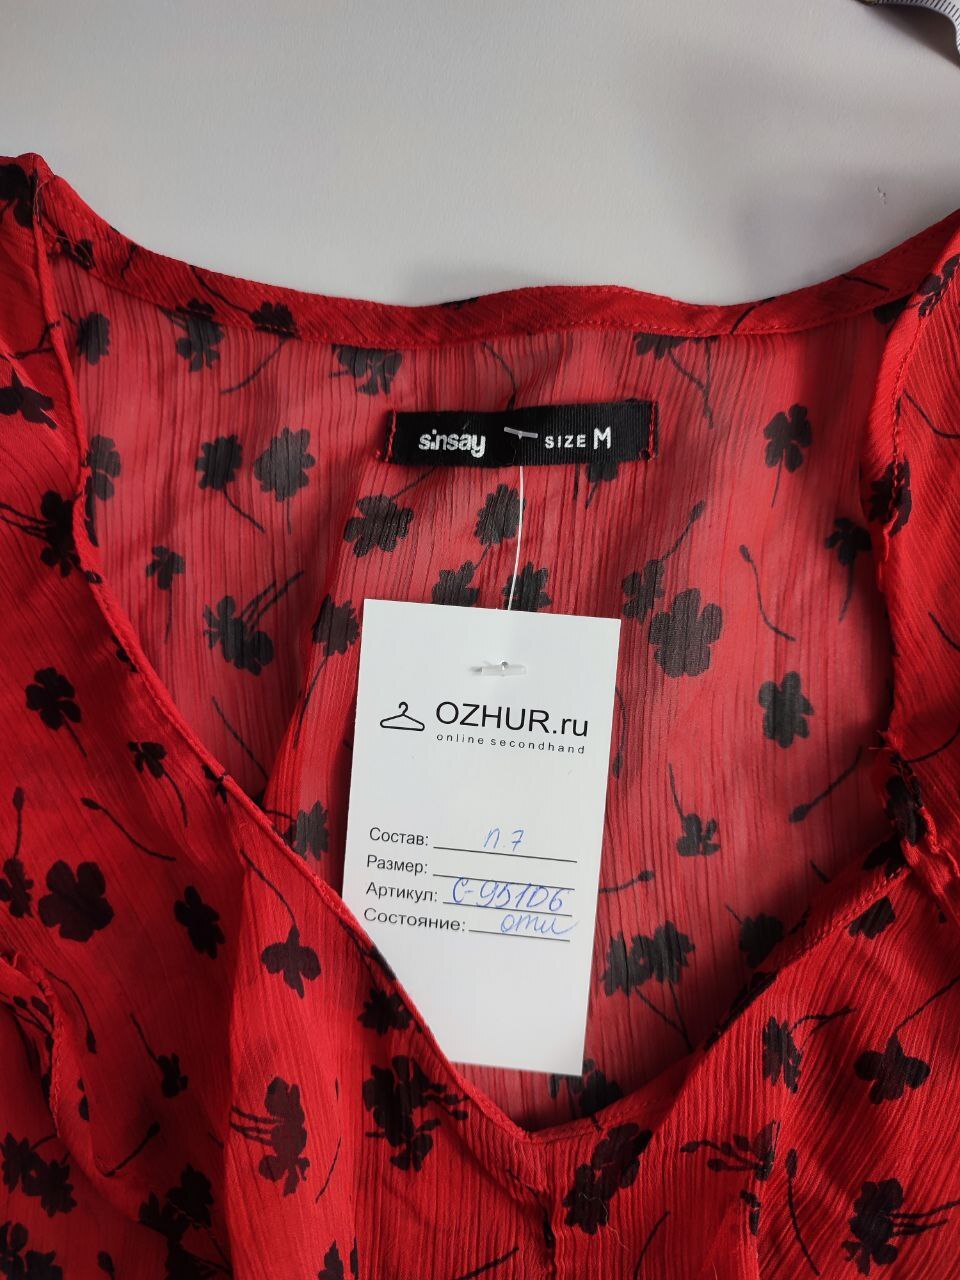 sinsay SIZE M
OZHUR.ru
online secondhand
Состав: п.7
Размер:
Артикул: С-95106
Состояние: отл